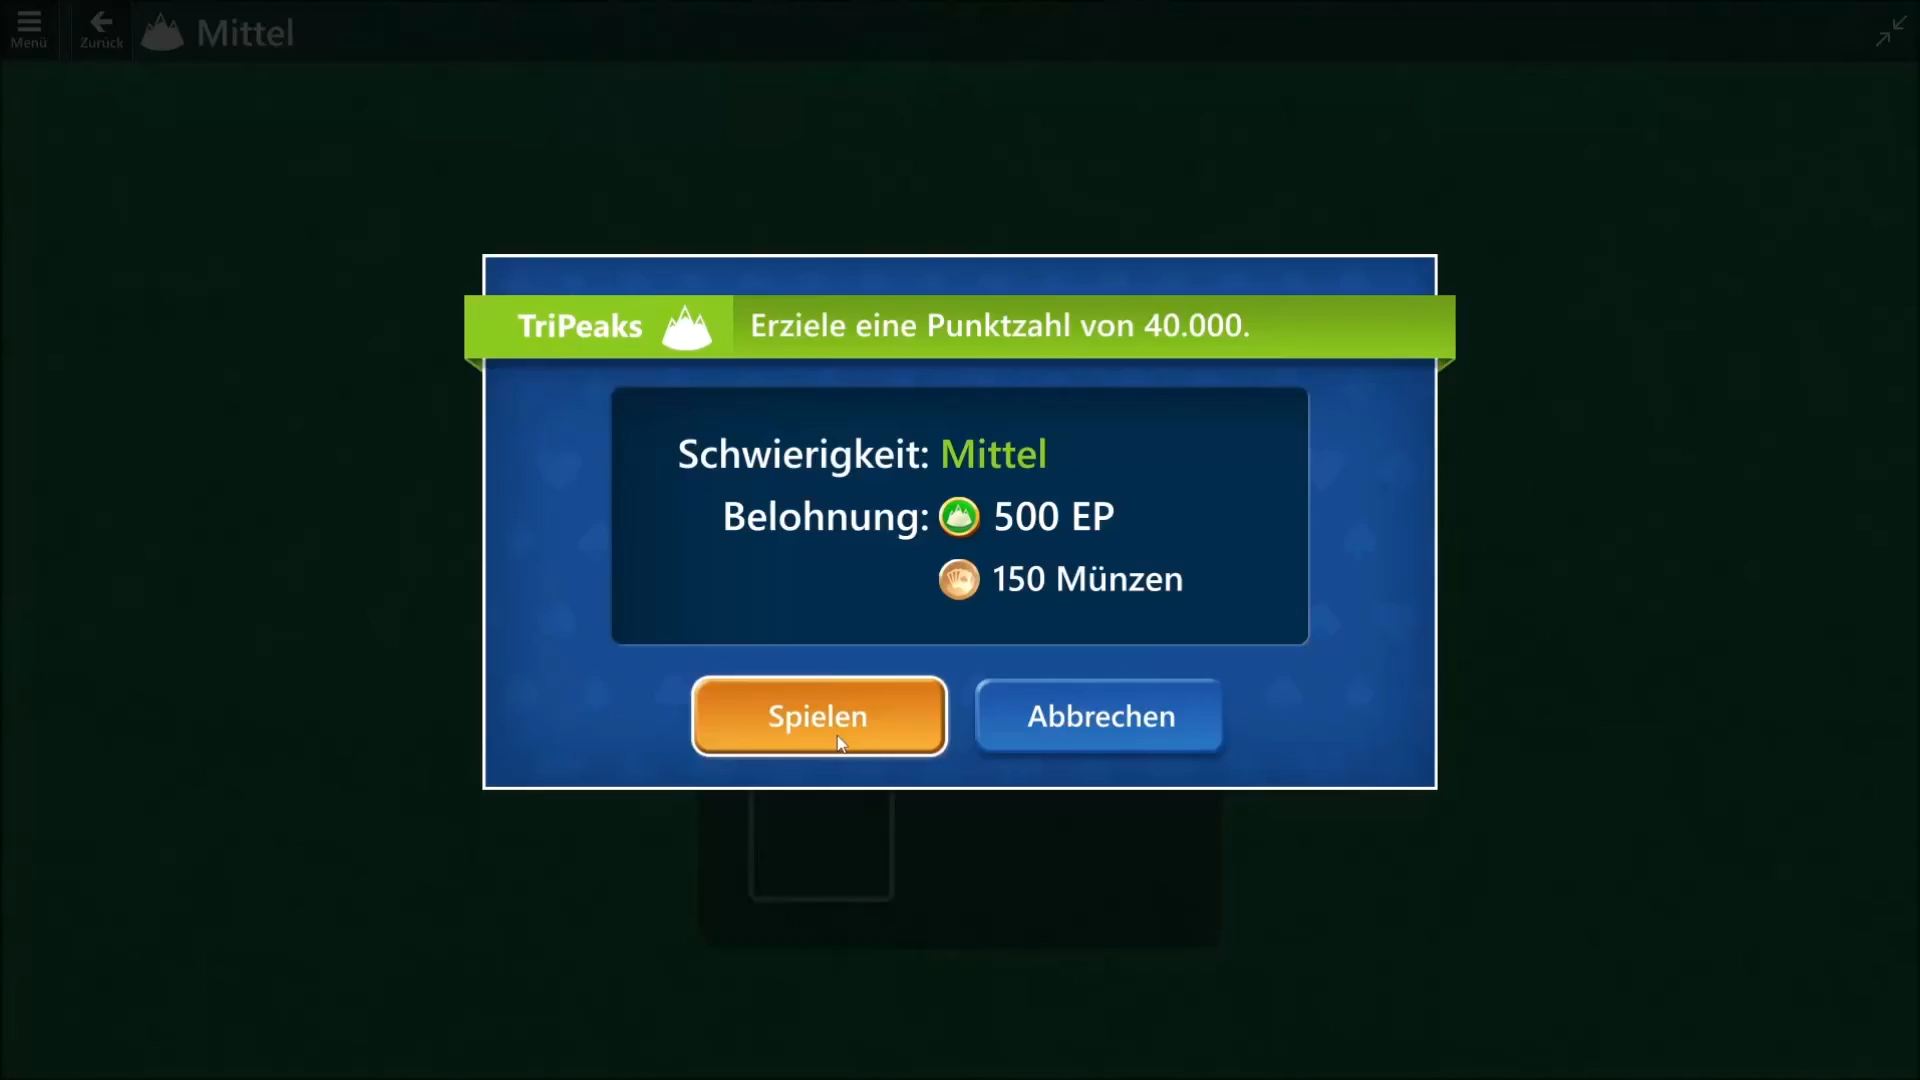 Menü
Zurück
Mittel
TriPeaks
Erziele eine Punktzahl von 40.000.
Schwierigkeit: Mittel
Belohnung: 500 EP
150 Münzen
Spielen
Abbrechen